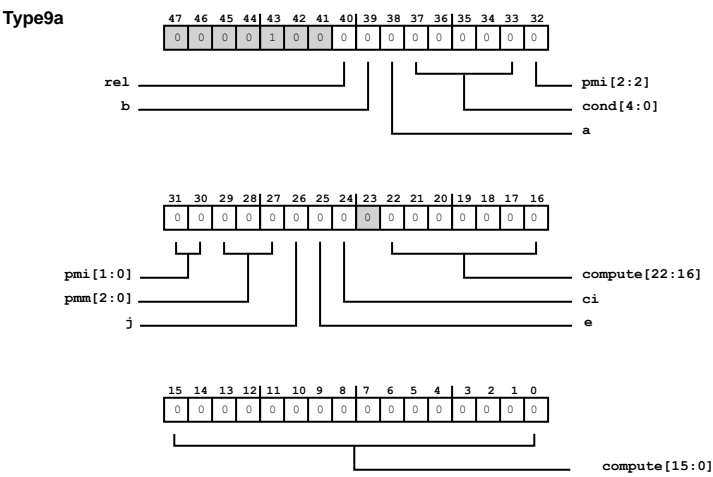 Type9a
47 46 45 44 43 42 41 40 39 38 37 36 35 34 33 32
0 0 0 0 1 0 0 0 0 0 0 0 0 0 0 0
rel pmi[2:2]
b cond[4:0]
a
31 30 29 28 27 26 25 24 23 22 21 20 19 18 17 16
0 0 0 0 0 0 0 0 0 0 0 0 0 0 0 0
pmi[1:0] compute[22:16]
pmm[2:0] ci
j e
15 14 13 12 11 10 9 8 7 6 5 4 3 2 1 0
0 0 0 0 0 0 0 0 0 0 0 0 0 0 0 0
compute[15:0]